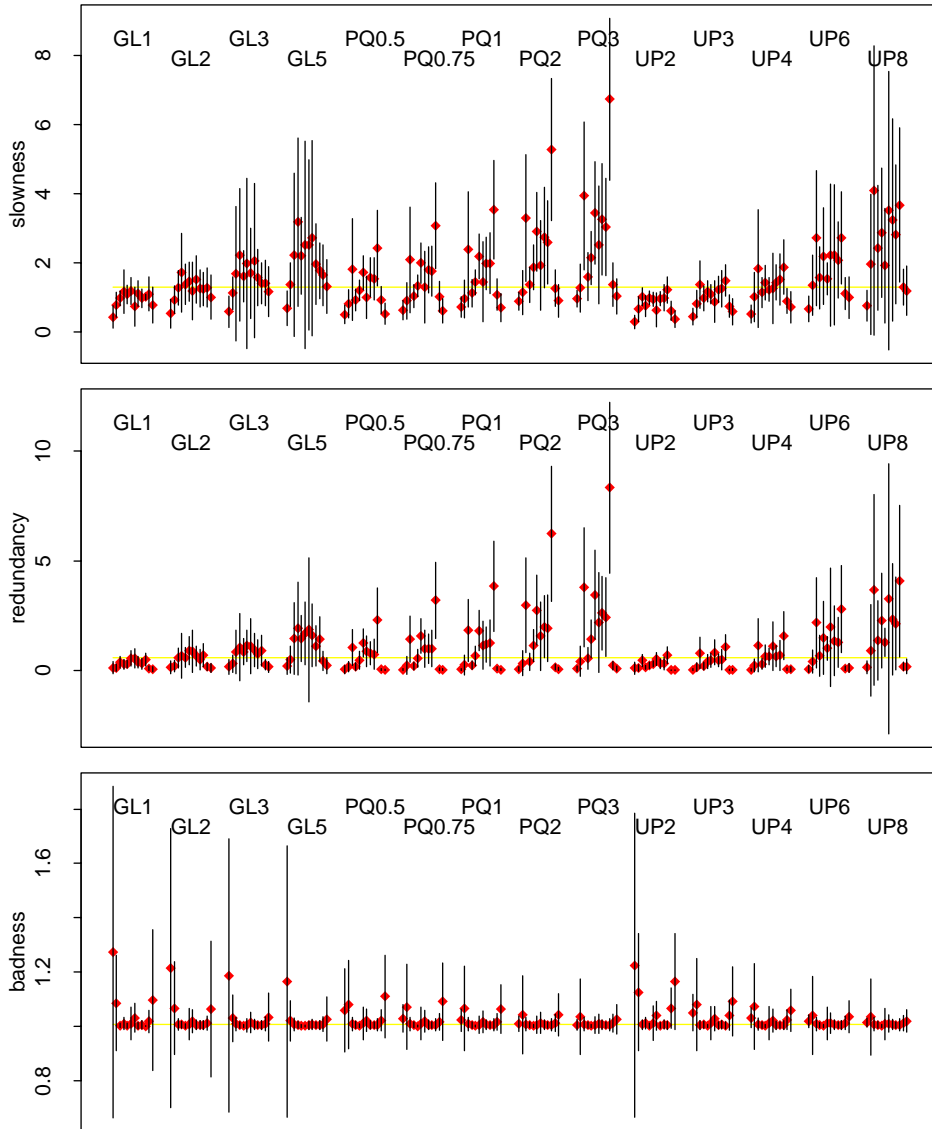 GL1 GL3 PQ0.5 PQ1 PQ3 UP3 UP6
GL2 GL5 PQ0.75 PQ2 UP2 UP4 UP8
8
6
4
2
0
slowness
GL1 GL3 PQ0.5 PQ1 PQ3 UP3 UP6
GL2 GL5 PQ0.75 PQ2 UP2 UP4 UP8
10
5
0
redundancy
GL1 GL3 PQ0.5 PQ1 PQ3 UP3 UP6
GL2 GL5 PQ0.75 PQ2 UP2 UP4 UP8
1.6
1.2
0.8
badness